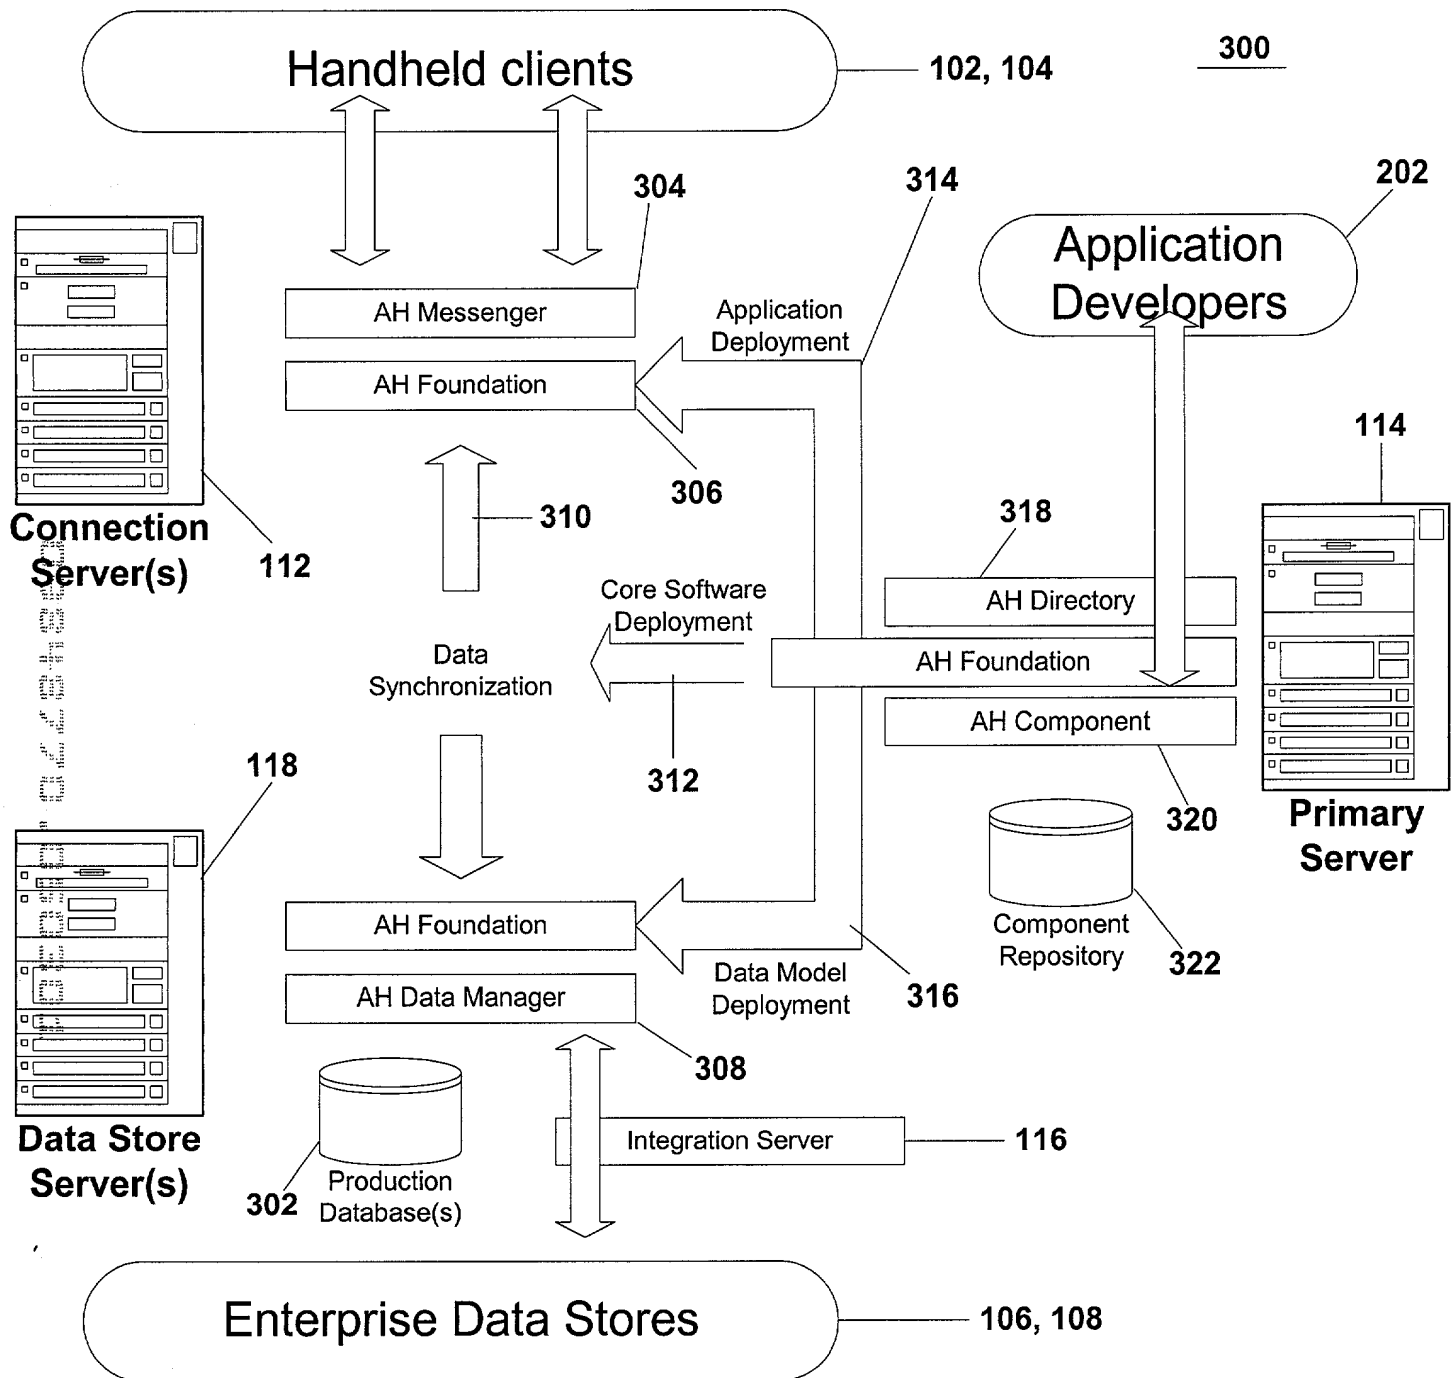 Handheld clients
102, 104
300
304
314
202
Application
Developers
AH Messenger
Application
Deployment
AH Foundation
306
114
Connection
Server(s)
112
310
318
Core Software
Deployment
AH Directory
Data
Synchronization
AH Foundation
AH Component
312
320
118
Primary
Server
Component
Repository
322
AH Foundation
AH Data Manager
Data Model
Deployment
316
308
Data Store
Server(s)
302
Production
Database(s)
Integration Server
116
Enterprise Data Stores
106, 108